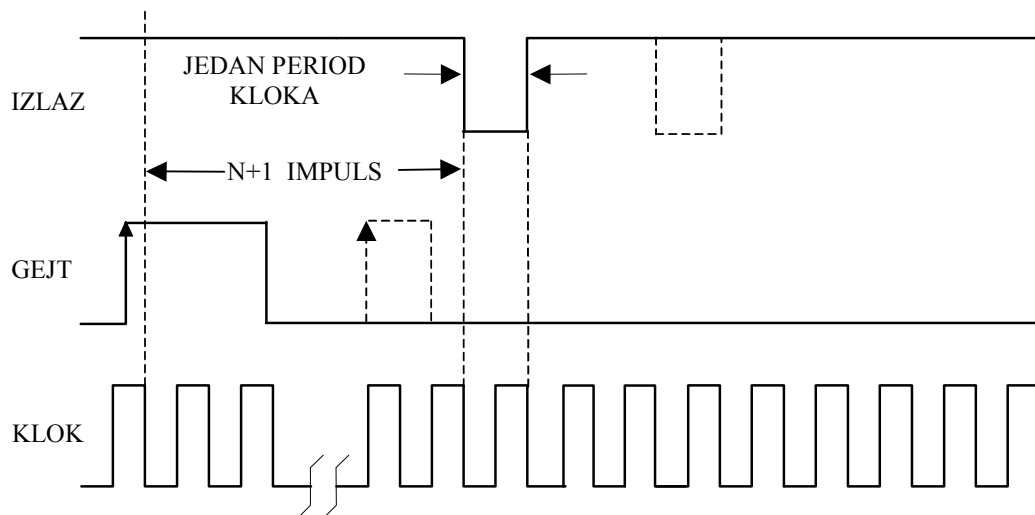 JEDAN PERIOD
KLOKA
IZLAZ
N+1 IMPULS
GEJT
KLOK